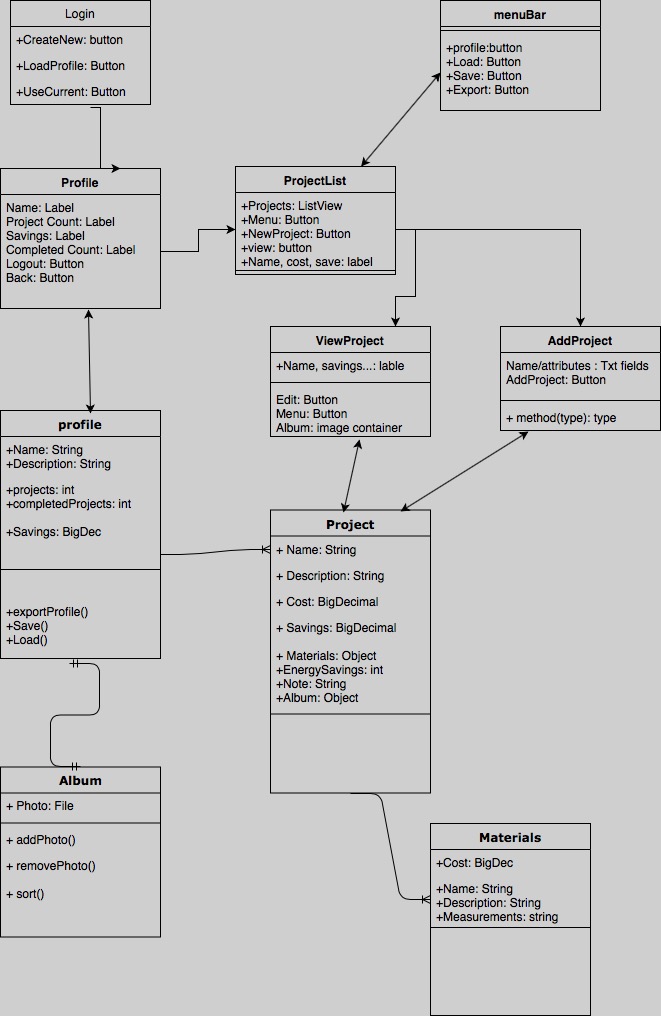 Login
+CreateNew: button
+LoadProfile: Button
+UseCurrent: Button
menuBar
+profile:button
+Load: Button
+Save: Button
+Export: Button
Profile
Name: Label
Project Count: Label
Savings: Label
Completed Count: Label
Logout: Button
Back: Button
ProjectList
+Projects: ListView
+Menu: Button
+NewProject: Button
+view: button
+Name, cost, save: label
ViewProject
+Name, savings...: lable
Edit: Button
Menu: Button
Album: image container
AddProject
Name/attributes : Txt fields
AddProject: Button
+ method(type): type
profile
+Name: String
+Description: String
+projects: int
+completedProjects: int
+Savings: BigDec
+exportProfile()
+Save()
+Load()
Project
+ Name: String
+ Description: String
+ Cost: BigDecimal
+ Savings: BigDecimal
+ Materials: Object
+EnergySavings: int
+Note: String
+Album: Object
Album
+ Photo: File
+ addPhoto()
+ removePhoto()
+ sort()
Materials
+Cost: BigDec
+Name: String
+Description: String
+Measurements: string